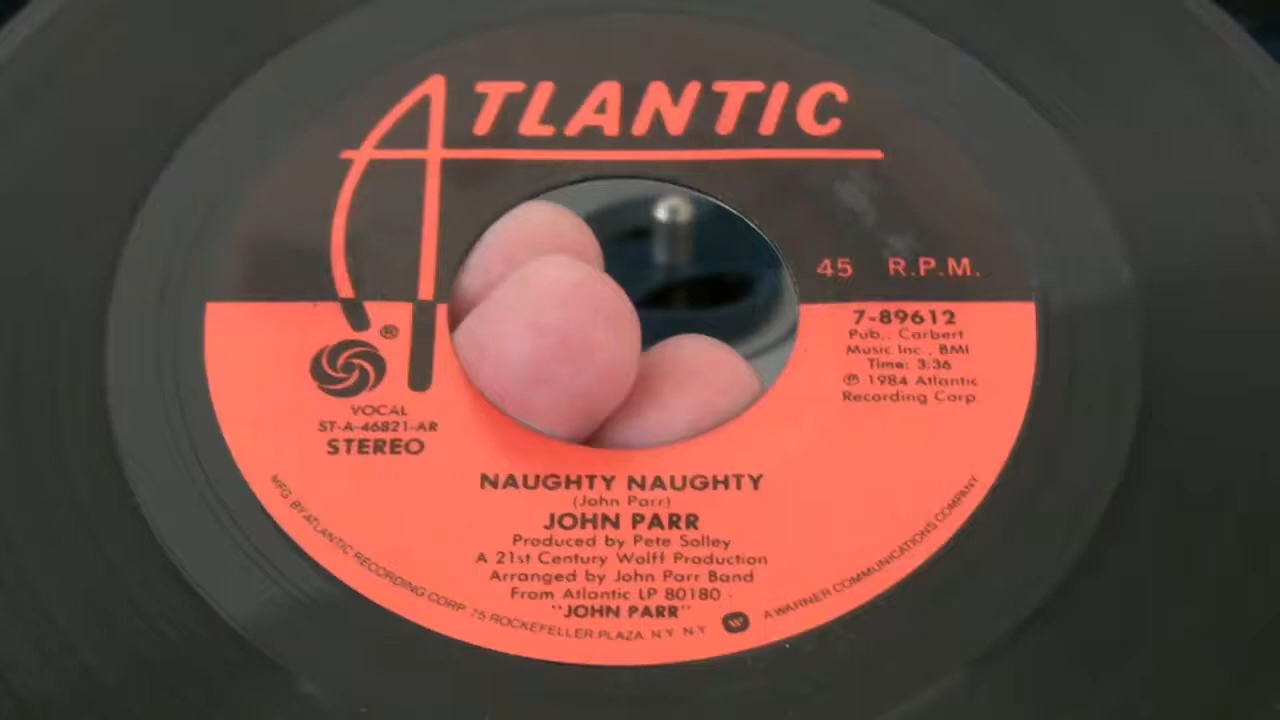 ATLANTIC
45 R.P.M.
7-89612
Pub., Carbert
Music Inc., BMI
Time: 3:36
℗ 1984 Atlantic
Recording Corp.
®
VOCAL
ST-A-46821-AR
STEREO
NAUGHTY NAUGHTY
(John Parr)
JOHN PARR
Produced by Pete Solley
A 21st Century Wolff Production
Arranged by John Parr Band
From Atlantic LP 80180
"JOHN PARR"
MFG. BY ATLANTIC RECORDING CORP. 75 ROCKEFELLER PLAZA N.Y. N.Y. W A WARNER COMMUNICATIONS COMPANY